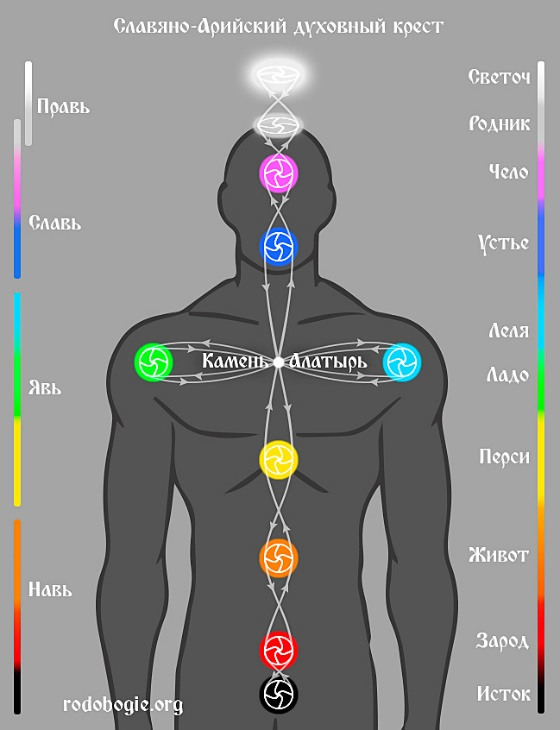 Славяно-Арийский духовный крест
Светоч
Правь
Родник
Чело
Славь
Устье
Леля
Камень Алатырь
Ладо
Явь
Перси
Живот
Навь
Зарод
Исток
rodobogie.org